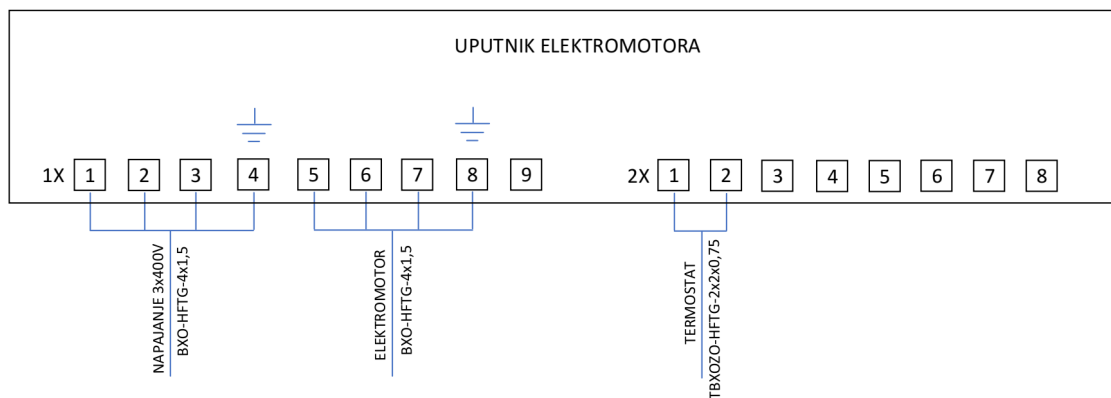 UPUTNIK ELEKTROMOTORA
1X 1 2 3 4 5 6 7 8 9
2X 1 2 3 4 5 6 7 8
NAPAJANJE 3x400V
BXO-HFTG-4x1,5
ELEKTROMOTOR
BXO-HFTG-4x1,5
TERMOSTAT
TBXOZO-HFTG-2x2x0,75